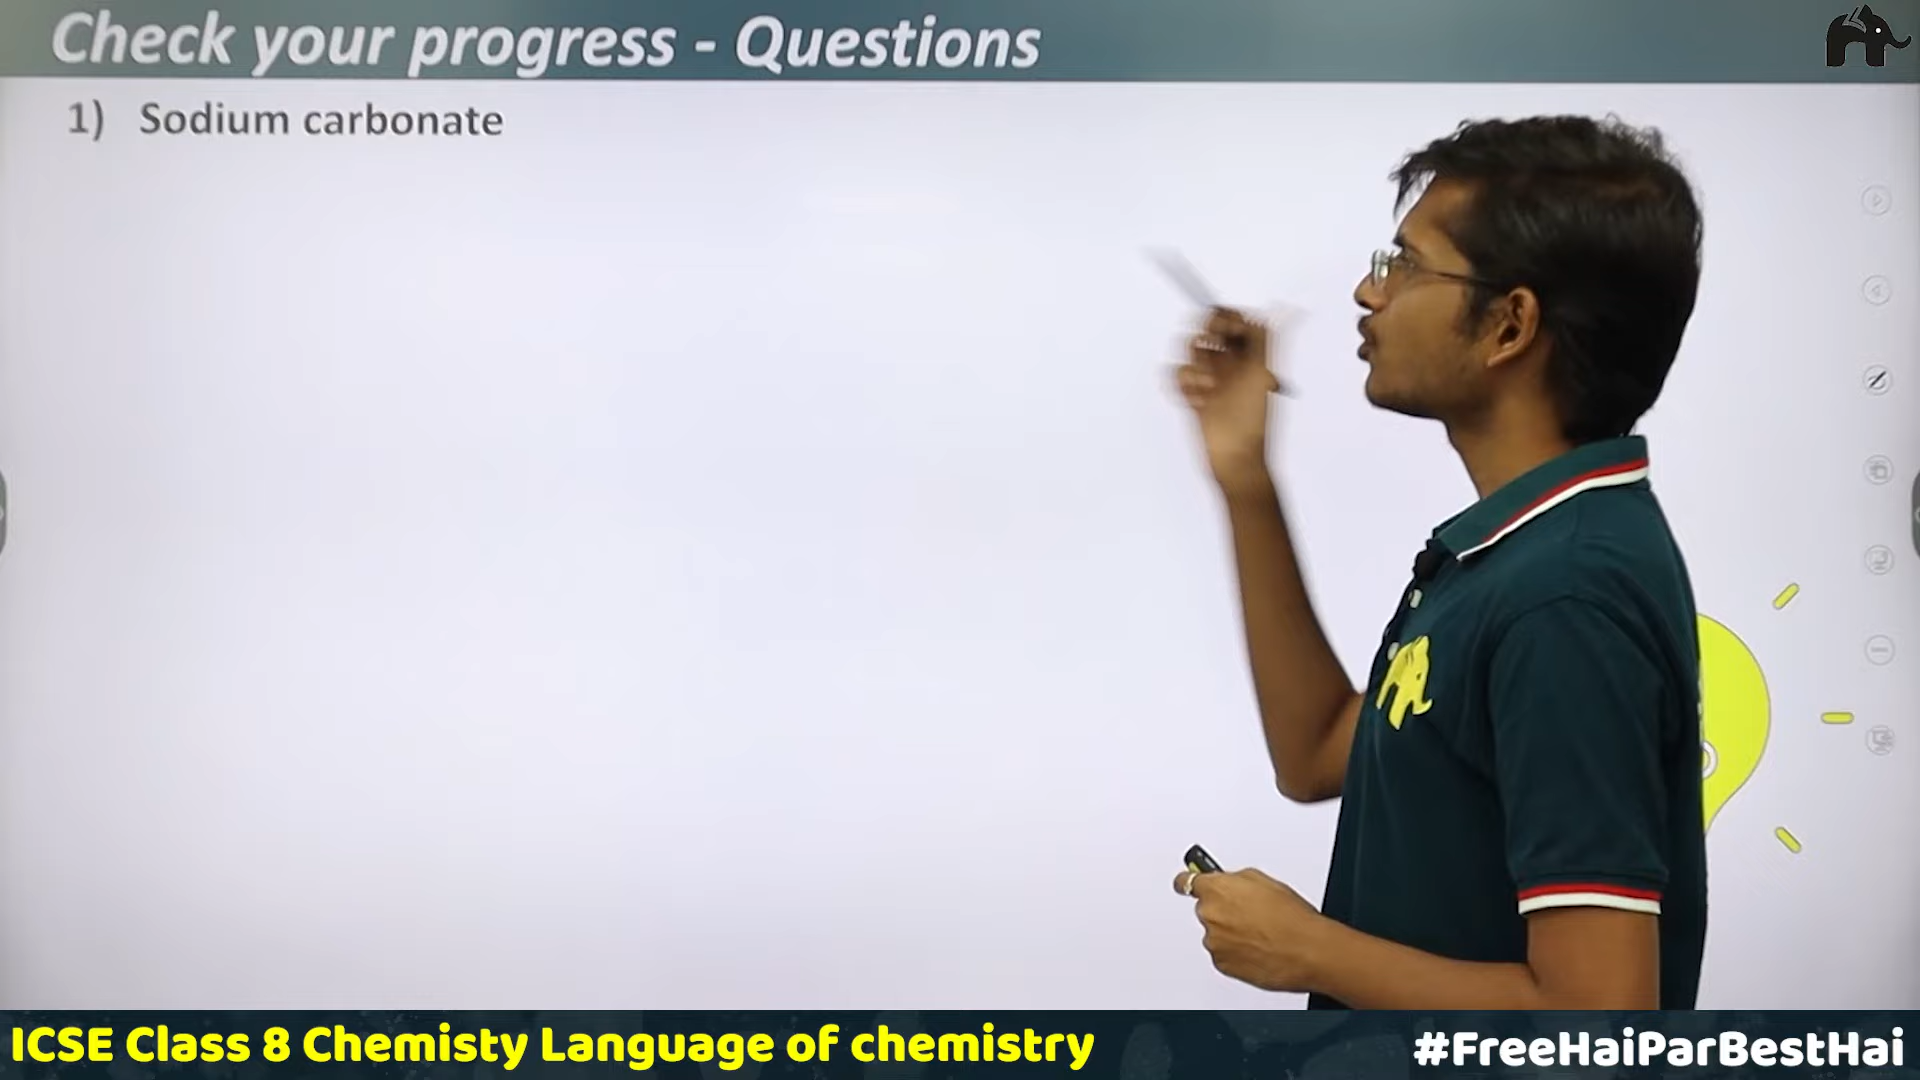 Check your progress - Questions
1) Sodium carbonate
ICSE Class 8 Chemisty Language of chemistry
#FreeHaiParBestHai